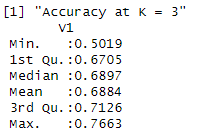 [1] "Accuracy at K = 3"
V1
Min. :0.5019
1st Qu.:0.6705
Median :0.6897
Mean :0.6884
3rd Qu.:0.7126
Max. :0.7663